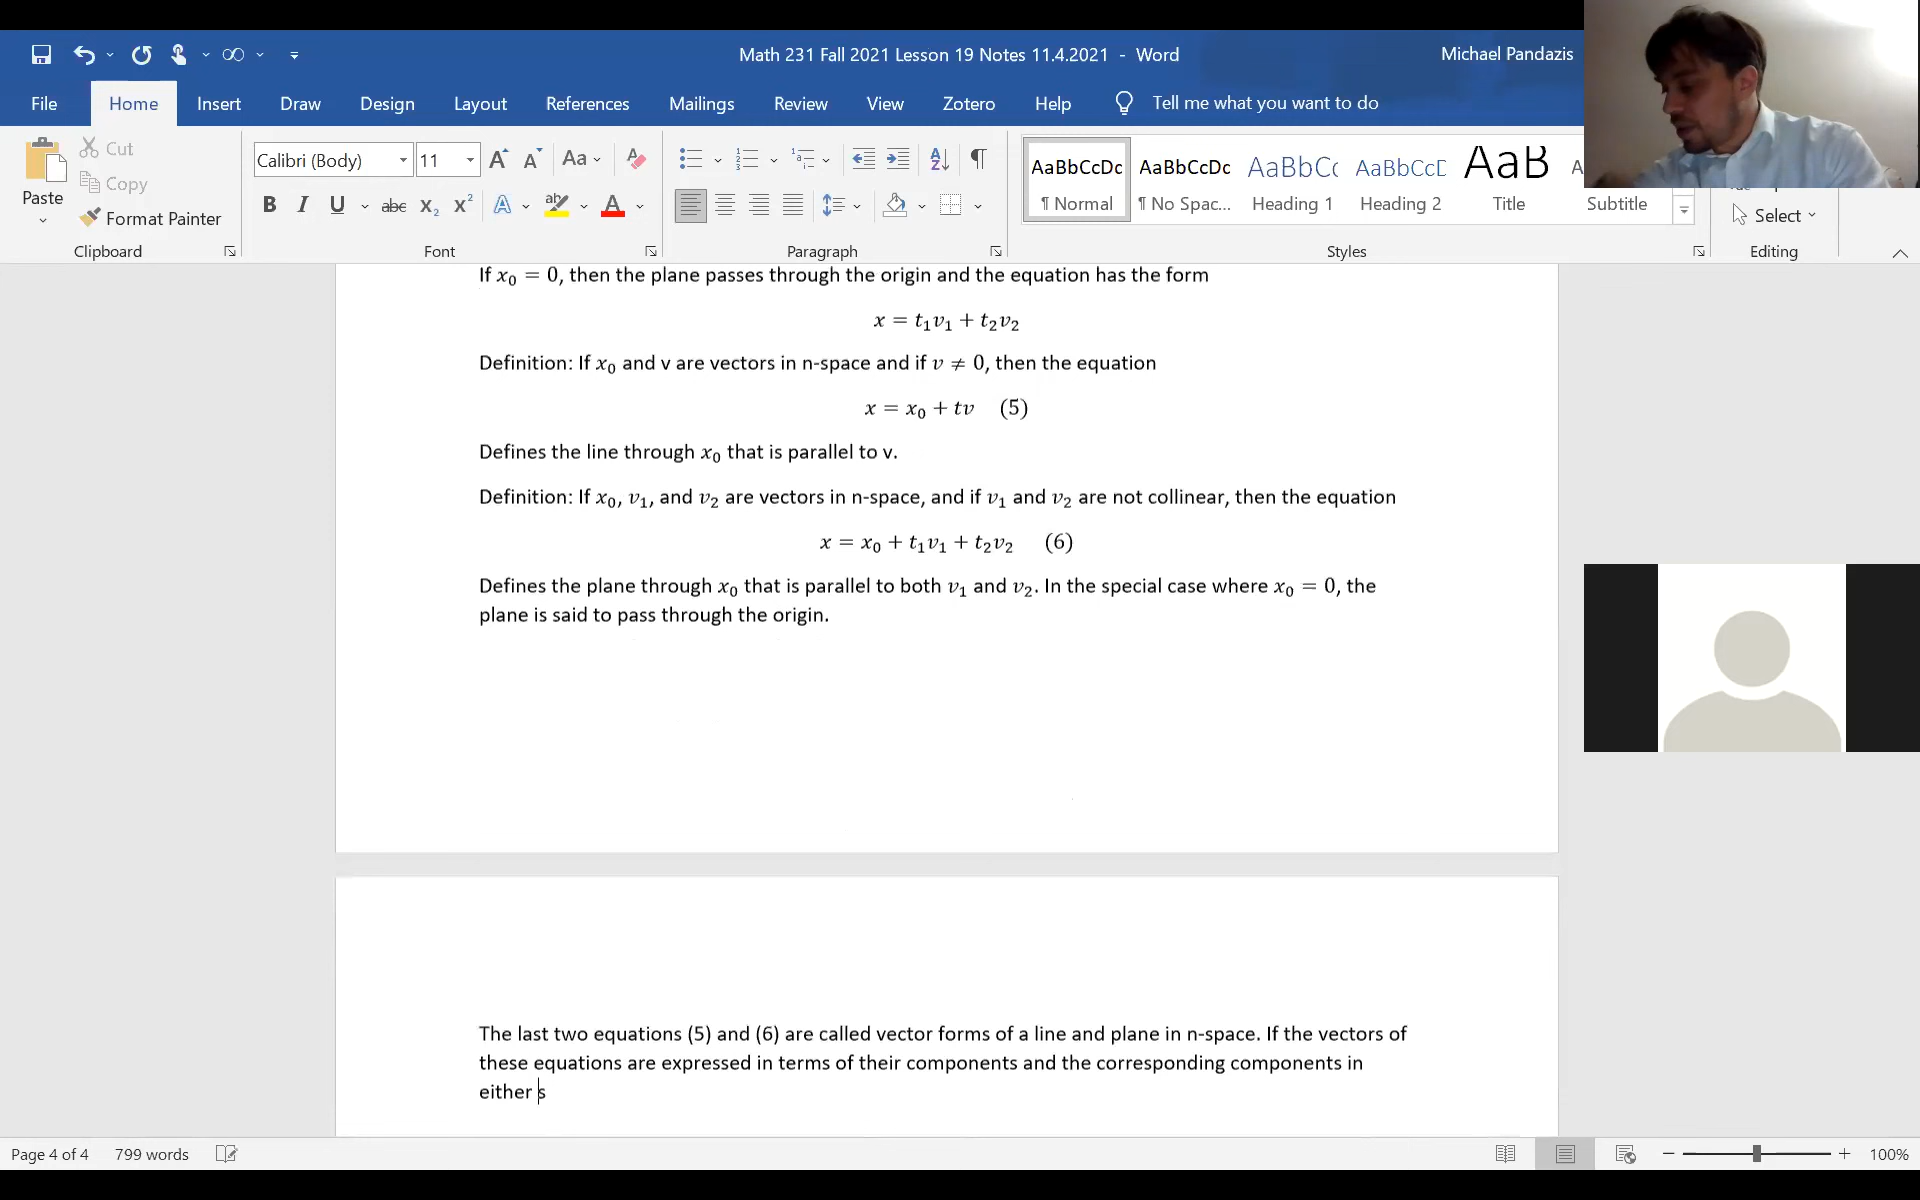 Math 231 Fall 2021 Lesson 19 Notes 11.4.2021 - Word
Michael Pandazis
File Home Insert Draw Design Layout References Mailings Review View Zotero Help Tell me what you want to do
Paste
Cut
Copy
Format Painter
Clipboard
Calibri (Body) 11
Font
Paragraph
AaBbCcDc ¶ Normal
AaBbCcDc ¶ No Spac...
AaBbCc Heading 1
AaBbCcD Heading 2
AaB Title
Subtitle
Styles
Select
Editing
If x₀ = 0, then the plane passes through the origin and the equation has the form
x = t₁v₁ + t₂v₂
Definition: If x₀ and v are vectors in n-space and if v ≠ 0, then the equation
x = x₀ + tv (5)
Defines the line through x₀ that is parallel to v.
Definition: If x₀, v₁, and v₂ are vectors in n-space, and if v₁ and v₂ are not collinear, then the equation
x = x₀ + t₁v₁ + t₂v₂ (6)
Defines the plane through x₀ that is parallel to both v₁ and v₂. In the special case where x₀ = 0, the
plane is said to pass through the origin.
The last two equations (5) and (6) are called vector forms of a line and plane in n-space. If the vectors of
these equations are expressed in terms of their components and the corresponding components in
either s
Page 4 of 4 799 words 100%